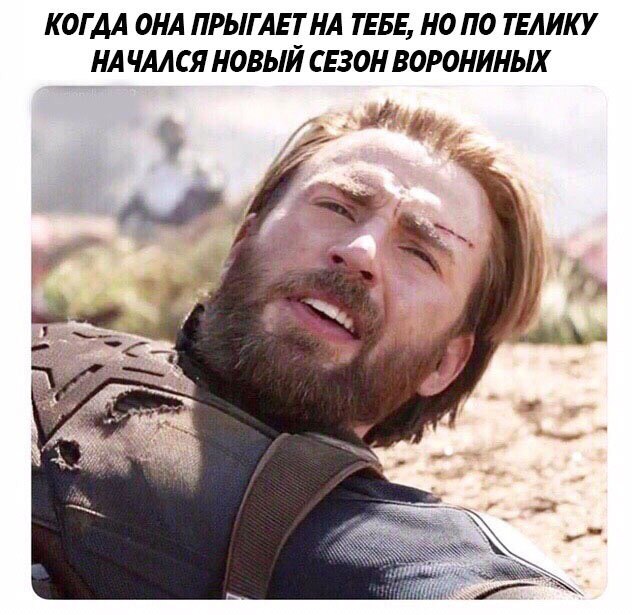 КОГДА ОНА ПРЫГАЕТ НА ТЕБЕ, НО ПО ТЕЛИКУ
НАЧАЛСЯ НОВЫЙ СЕЗОН ВОРОНИНЫХ